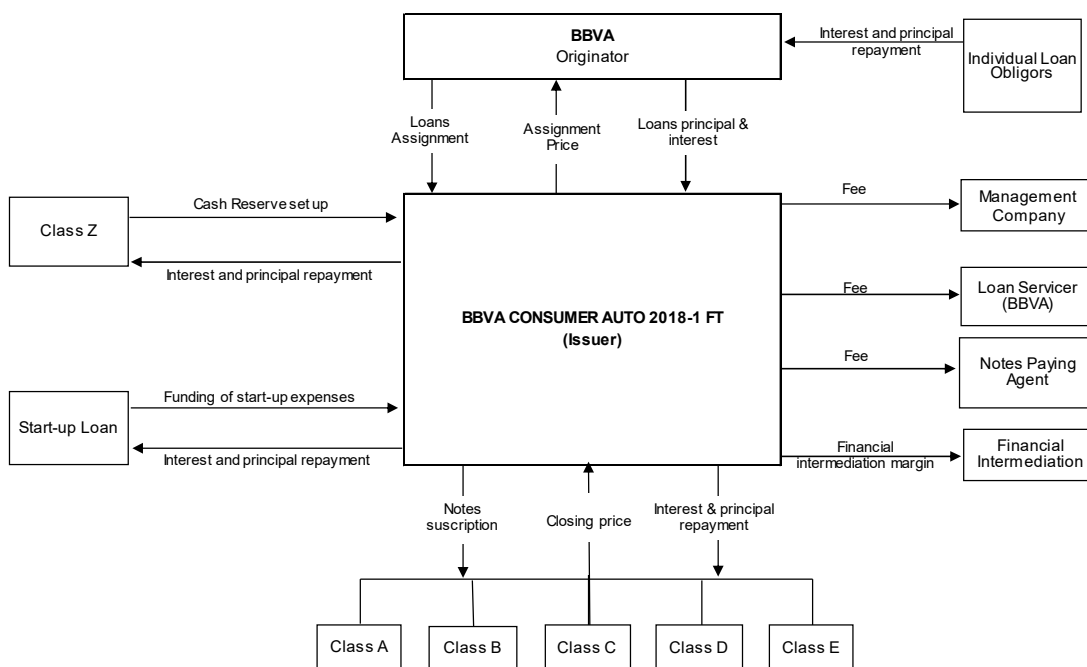 BBVA
Originator
Interest and principal
repayment
Individual Loan
Obligors
Loans
Assignment
Assignment
Price
Loans principal &
interest
Class Z
Cash Reserve set up
Interest and principal repayment
Fee
Management
Company
BBVA CONSUMER AUTO 2018-1 FT
(Issuer)
Fee
Loan Servicer
(BBVA)
Fee
Notes Paying
Agent
Start-up Loan
Funding of start-up expenses
Interest and principal repayment
Financial
intermediation margin
Financial
Intermediation
Notes
suscription
Closing price
Interest & principal
repayment
Class A
Class B
Class C
Class D
Class E